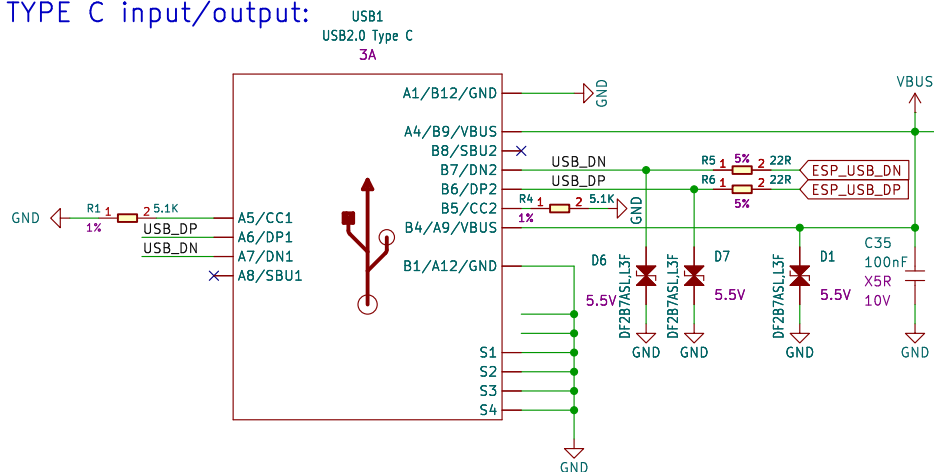 TYPE C input/output:
USB1
USB2.0 Type C
3A
A1/B12/GND
GND
VBUS
A4/B9/VBUS
B8/SBU2
B7/DN2
USB_DN
R5
1
5%
2
22R
ESP_USB_DN
B6/DP2
USB_DP
R6
1
5%
2
22R
ESP_USB_DP
B5/CC2
R4
1
1%
2
5.1K
GND
B4/A9/VBUS
GND
R1
1
1%
2
5.1K
A5/CC1
USB_DP
A6/DP1
USB_DN
A7/DN1
A8/SBU1
B1/A12/GND
D6
DF2B7ASL,L3F
5.5V
GND
D7
DF2B7ASL,L3F
5.5V
GND
D1
DF2B7ASL,L3F
5.5V
GND
C35
100nF
X5R
10V
GND
S1
S2
S3
S4
GND